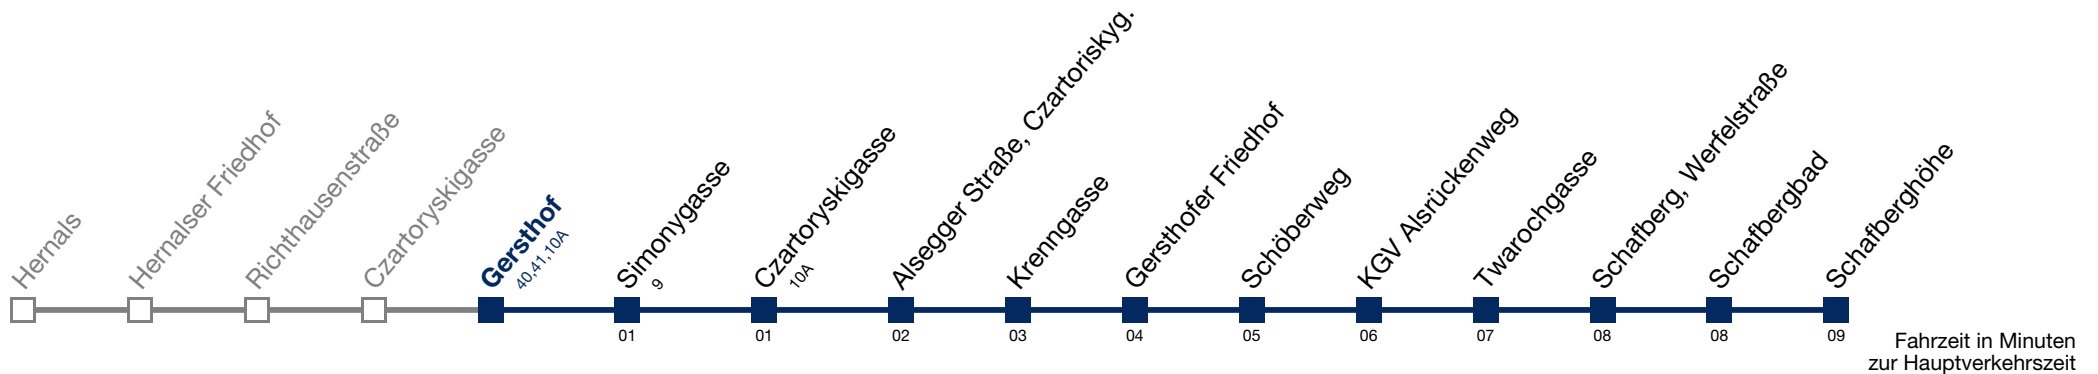 Hernals
Hernalser Friedhof
Richthausenstraße
Czartoryskigasse
Gersthof
40,41,10A
Simonygasse
9
Czartoryskigasse
10A
Alsegger Straße, Czartoriskyg.
Krenngasse
Gersthofer Friedhof
Schöberweg
KGV Alsrückenweg
Twarochgasse
Schafberg, Werfelstraße
Schafbergbad
Schafberghöhe
01
01
02
03
04
05
06
07
08
08
09
Fahrzeit in Minuten
zur Hauptverkehrszeit